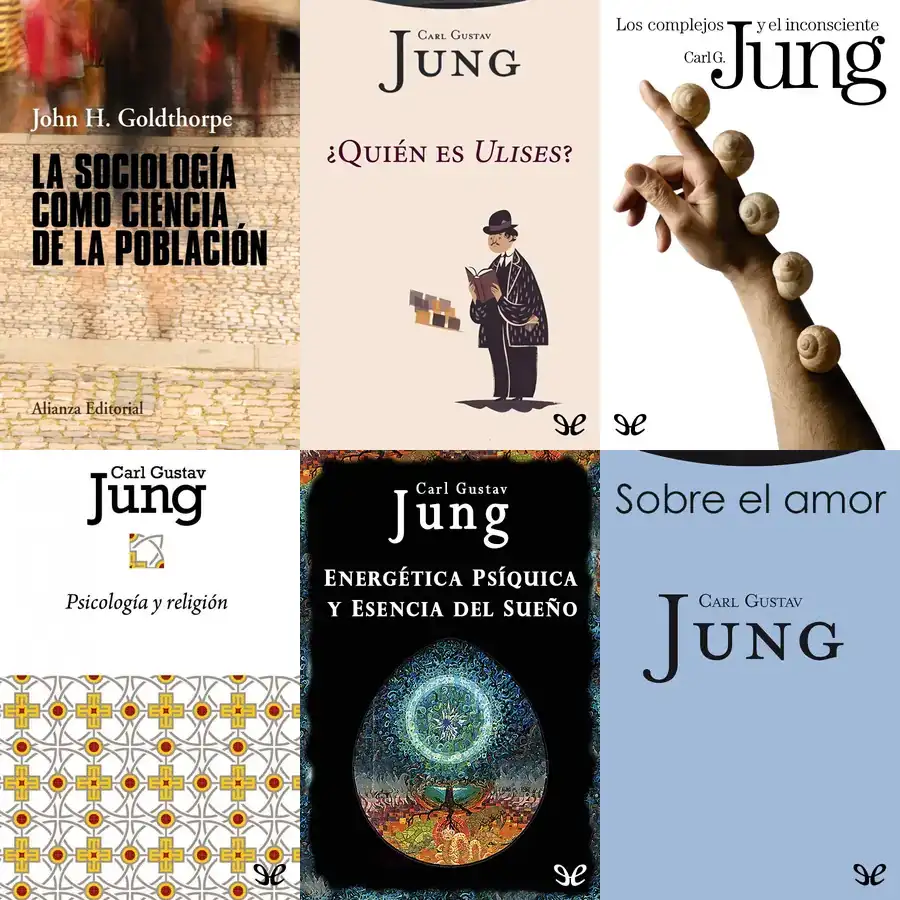 John H. Goldthorpe
LA SOCIOLOGÍA
COMO CIENCIA
DE LA POBLACIÓN
Alianza Editorial
Carl Gustav
Jung
¿Quién es Ulises?
Los complejos y el inconsciente
Carl G.
Jung
Carl Gustav
Jung
Psicología y religión
Carl Gustav
Jung
Energética Psíquica
y Esencia del Sueño
Sobre el amor
Carl Gustav
Jung